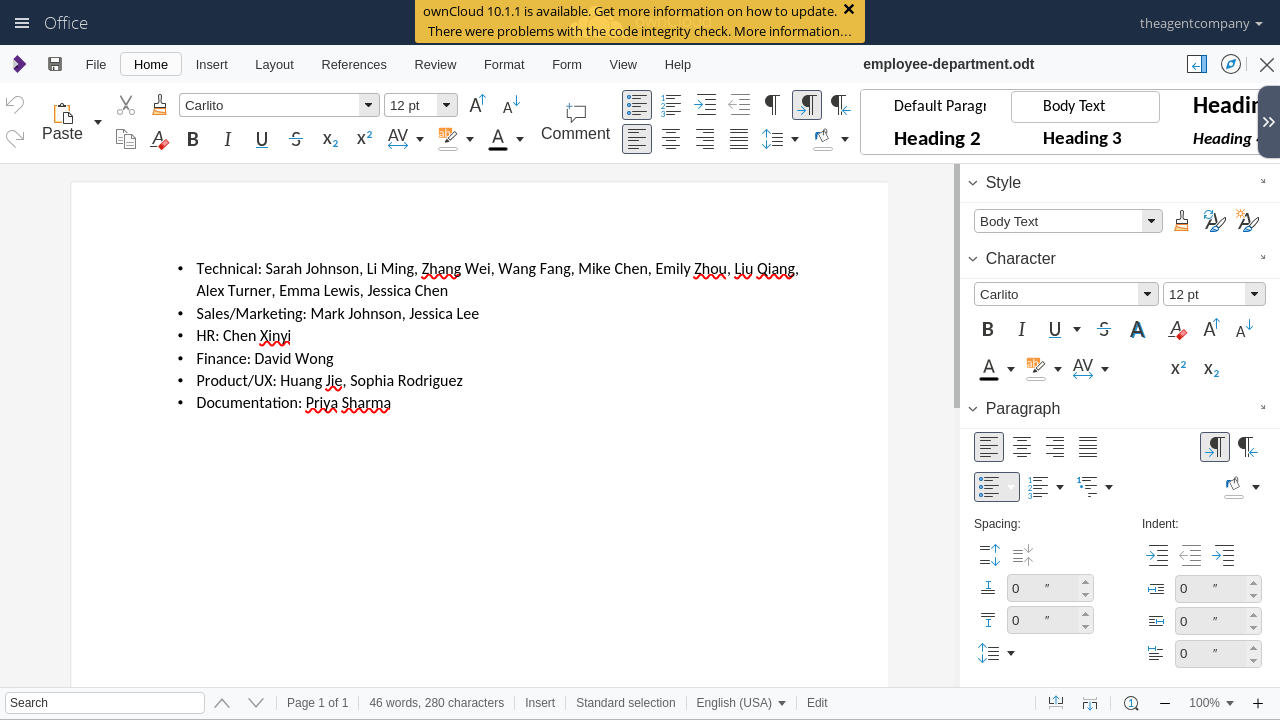 Office
ownCloud 10.1.1 is available. Get more information on how to update.
There were problems with the code integrity check. More information…
theagentcompany
File
Home
Insert
Layout
References
Review
Format
Form
View
Help
employee-department.odt
Paste
Carlito
12 pt
Comment
Default Paragr
Body Text
Headin
Heading 2
Heading 3
Heading 4
Technical: Sarah Johnson, Li Ming, Zhang Wei, Wang Fang, Mike Chen, Emily Zhou, Liu Qiang,
Alex Turner, Emma Lewis, Jessica Chen
Sales/Marketing: Mark Johnson, Jessica Lee
HR: Chen Xinyi
Finance: David Wong
Product/UX: Huang Jie, Sophia Rodriguez
Documentation: Priya Sharma
Style
Body Text
Character
Carlito
12 pt
Paragraph
Spacing:
Indent:
0 ″
0 ″
0 ″
0 ″
0 ″
Search
Page 1 of 1
46 words, 280 characters
Insert
Standard selection
English (USA)
Edit
100%